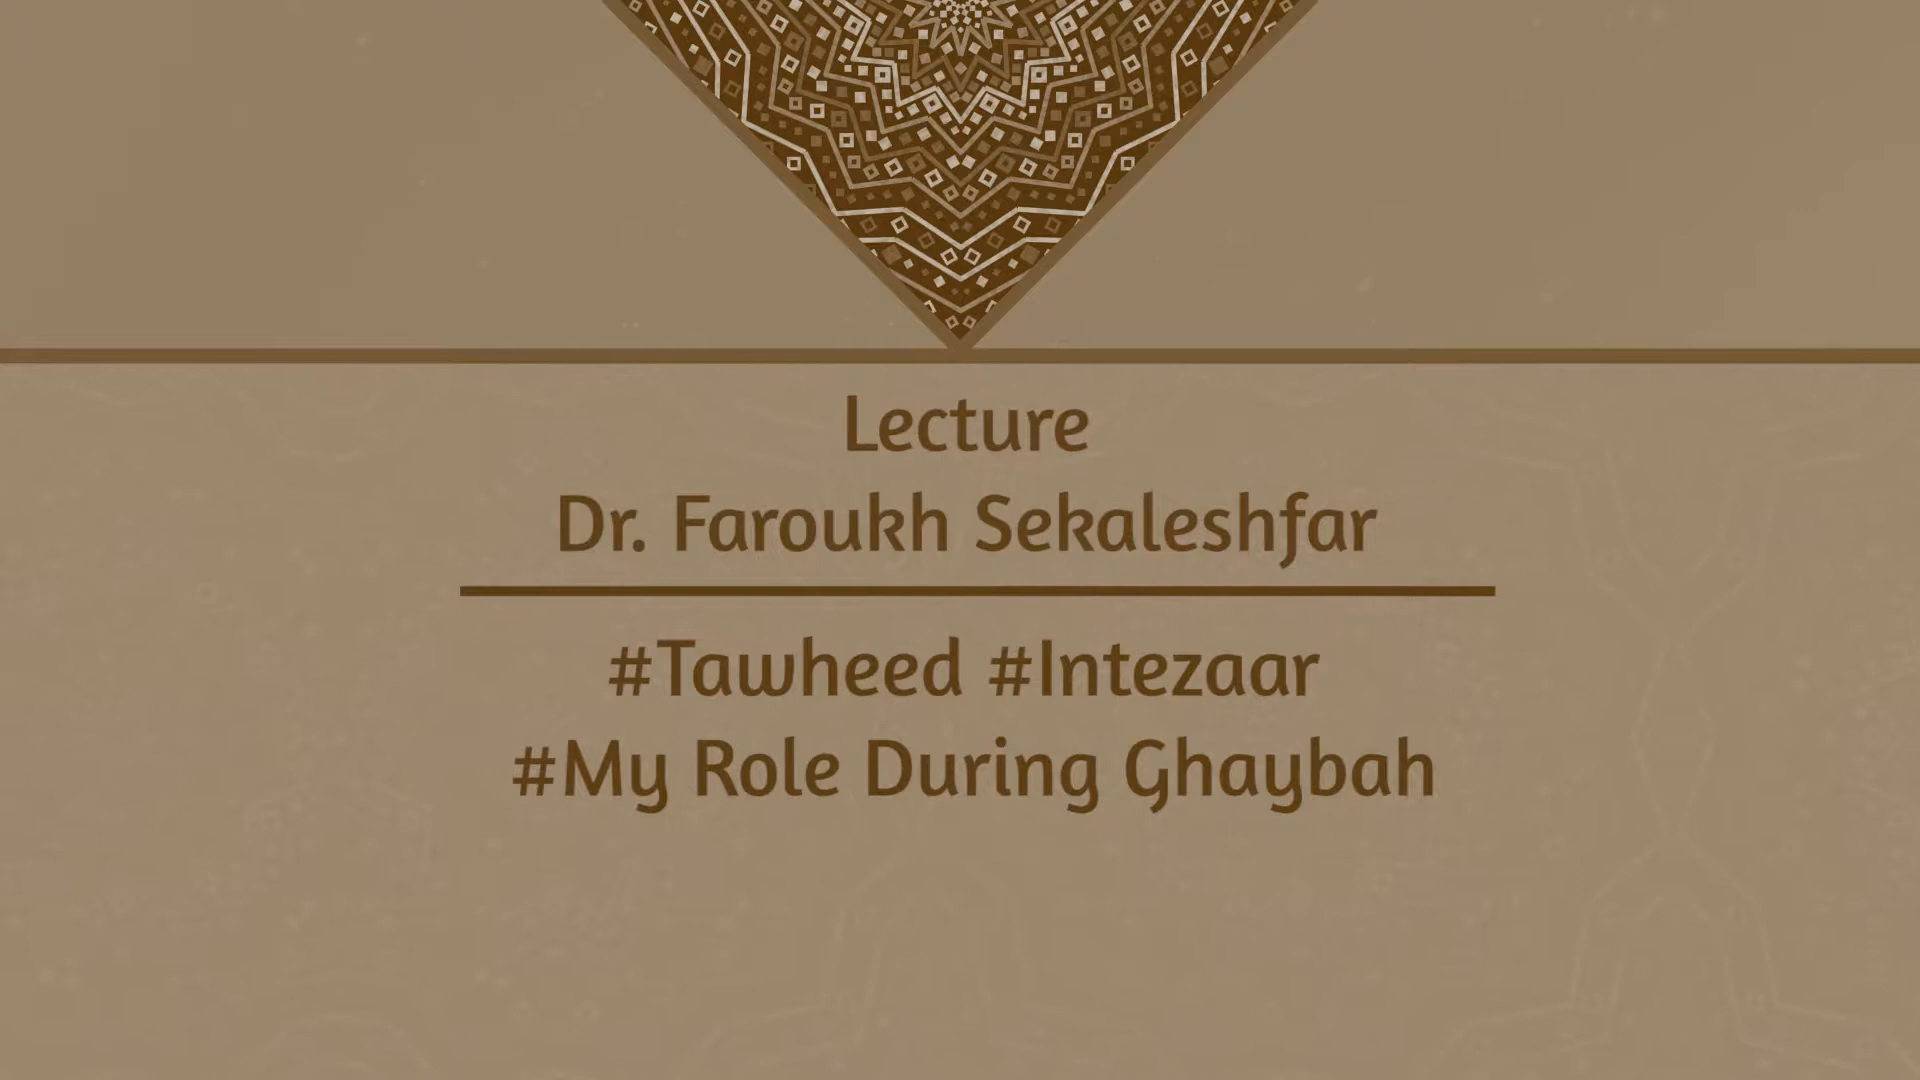 Lecture
Dr. Faroukh Sekaleshfar
#Tawheed #Intezaar
#My Role During Ghaybah